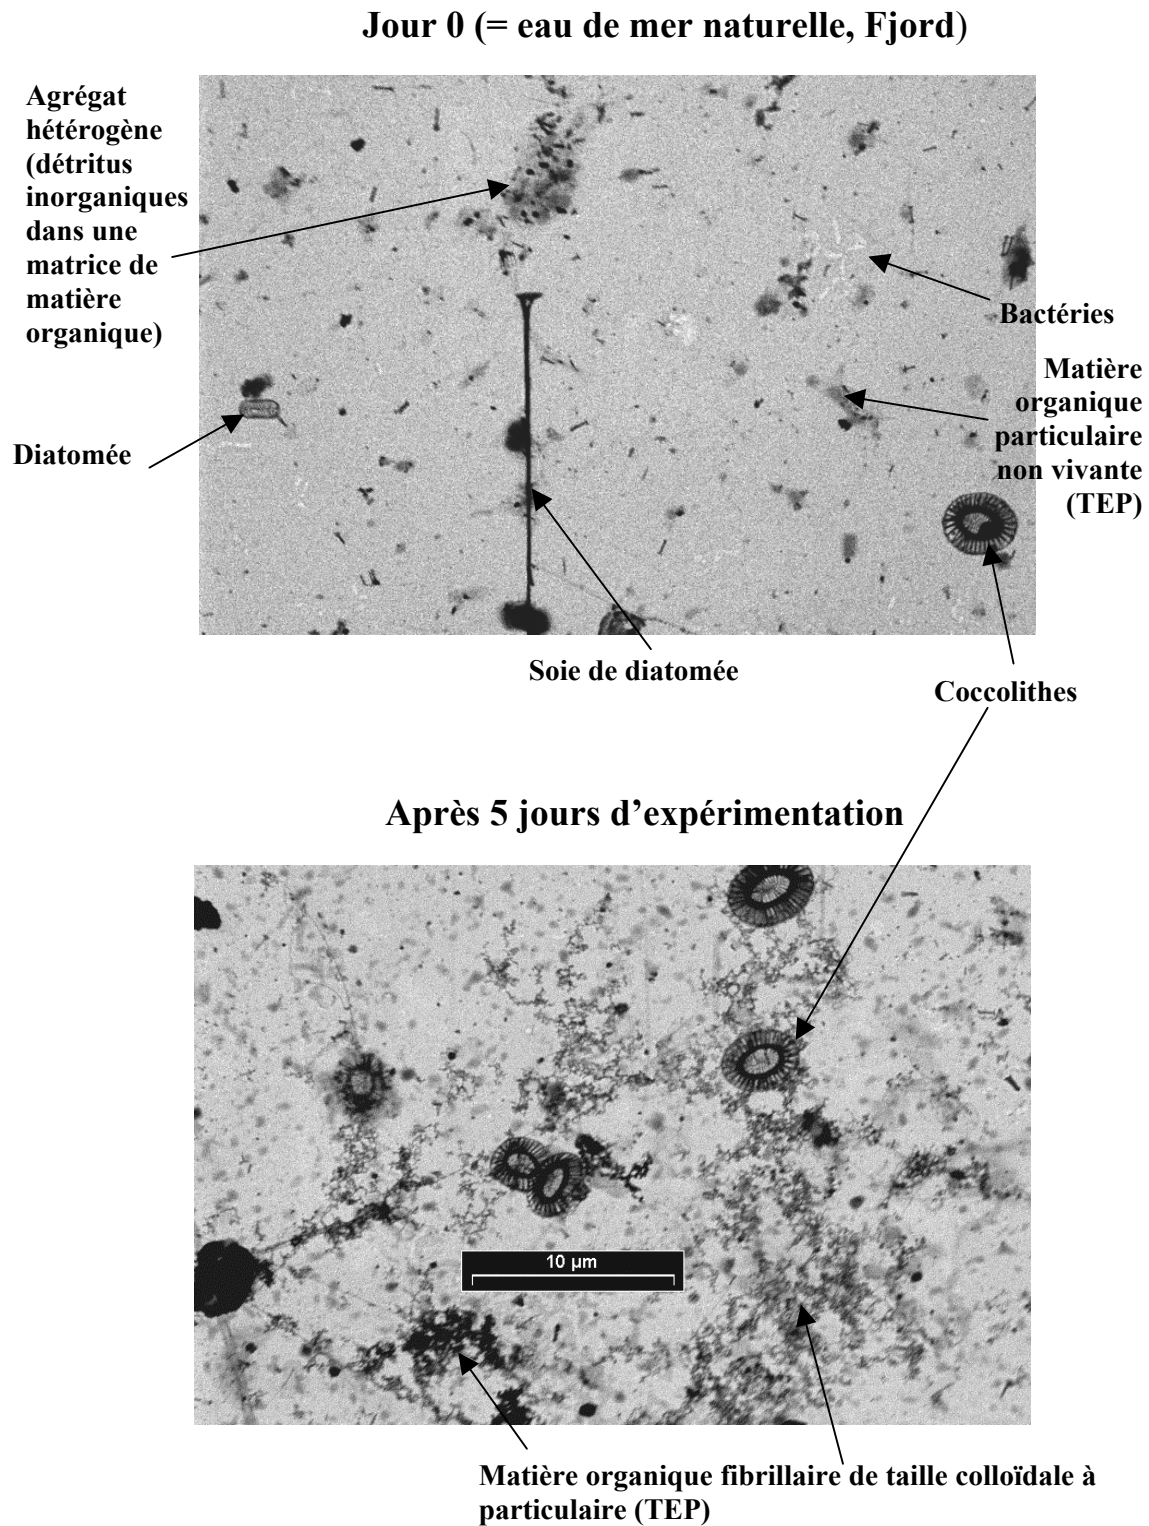 Jour 0 (= eau de mer naturelle, Fjord)
Agrégat
hétérogène
(détritus
inorganiques
dans une
matrice de
matière
organique)
Bactéries
Matière
organique
particulaire
non vivante
(TEP)
Diatomée
Soie de diatomée
Coccolithes
Après 5 jours d’expérimentation
10 µm
Matière organique fibrillaire de taille colloïdale à
particulaire (TEP)